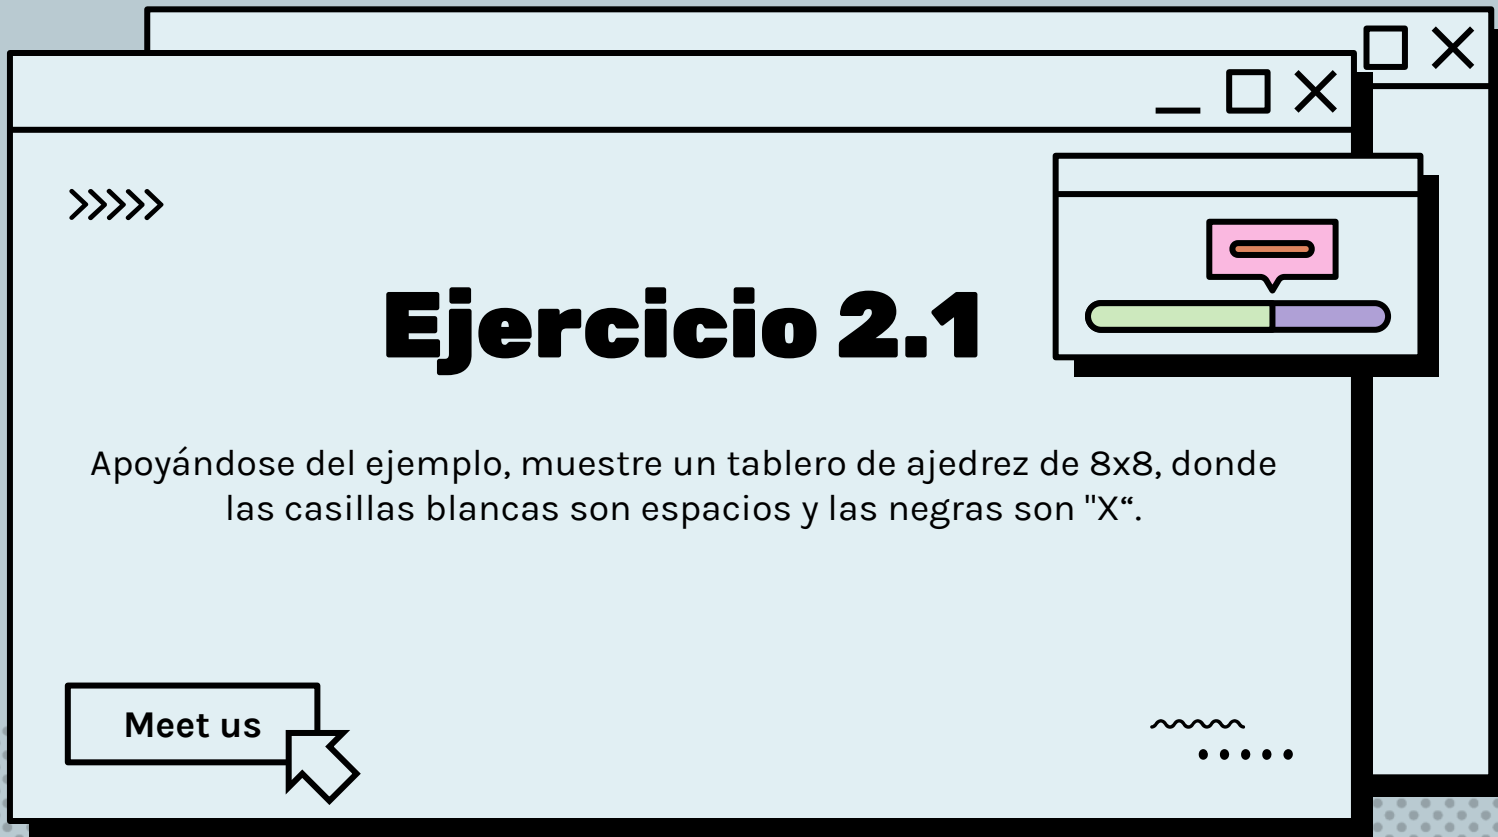 Ejercicio 2.1
Apoyándose del ejemplo, muestre un tablero de ajedrez de 8x8, donde
las casillas blancas son espacios y las negras son "X“.
Meet us